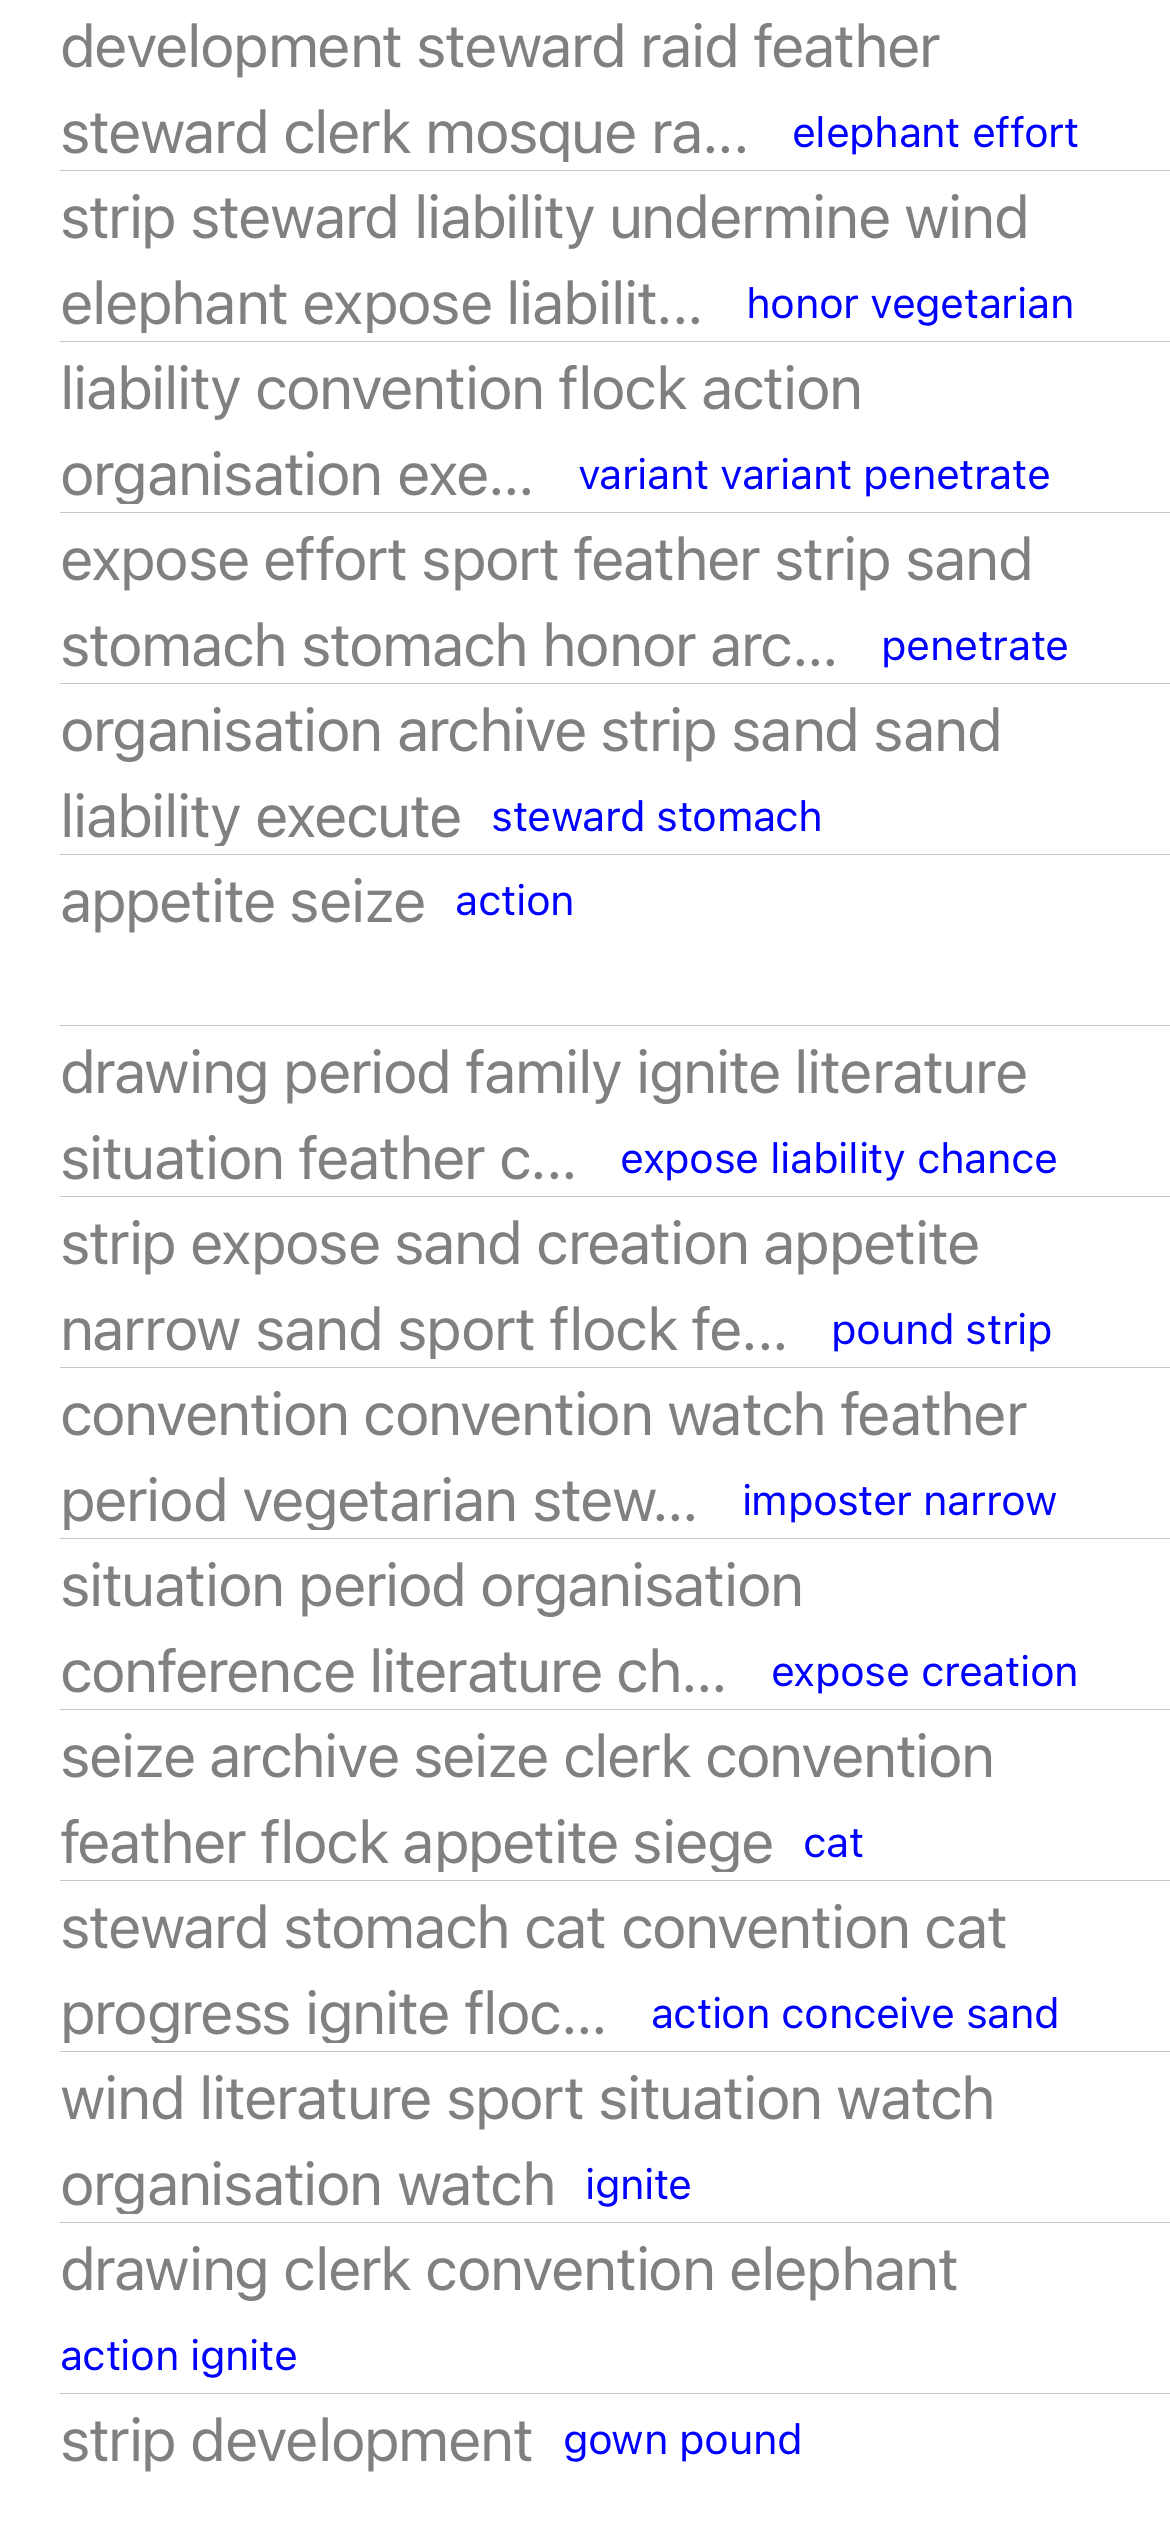 development steward raid feather
steward clerk mosque ra... elephant effort
strip steward liability undermine wind
elephant expose liabilit... honor vegetarian
liability convention flock action
organisation exe... variant variant penetrate
expose effort sport feather strip sand
stomach stomach honor arc... penetrate
organisation archive strip sand sand
liability execute steward stomach
appetite seize action
drawing period family ignite literature
situation feather c... expose liability chance
strip expose sand creation appetite
narrow sand sport flock fe... pound strip
convention convention watch feather
period vegetarian stew... imposter narrow
situation period organisation
conference literature ch... expose creation
seize archive seize clerk convention
feather flock appetite siege cat
steward stomach cat convention cat
progress ignite floc... action conceive sand
wind literature sport situation watch
organisation watch ignite
drawing clerk convention elephant
action ignite
strip development gown pound